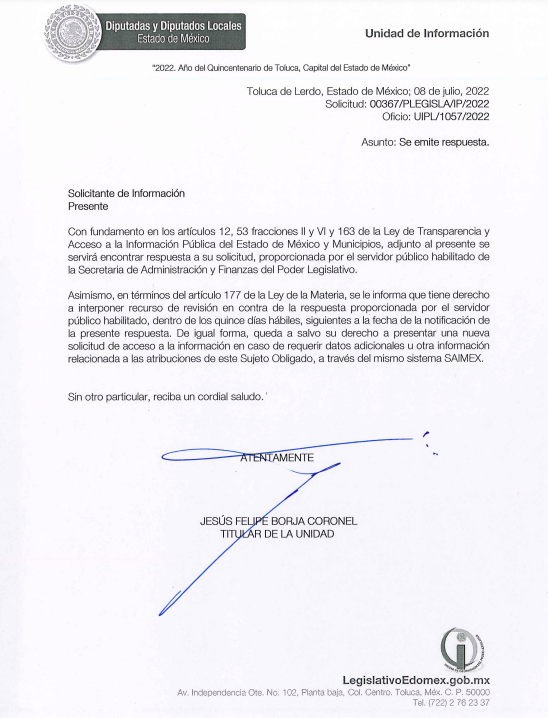 Diputadas y Diputados Locales
Estado de México
Unidad de Información
"2022. Año del Quincentenario de Toluca, Capital del Estado de México"
Toluca de Lerdo, Estado de México; 08 de julio, 2022
Solicitud: 00367/PLEGISLA/IP/2022
Oficio: UIPL/1057/2022
Asunto: Se emite respuesta.
Solicitante de Información
Presente
Con fundamento en los artículos 12, 53 fracciones II y VI y 163 de la Ley de Transparencia y
Acceso a la Información Pública del Estado de México y Municipios, adjunto al presente se
servirá encontrar respuesta a su solicitud, proporcionada por el servidor público habilitado de
la Secretaria de Administración y Finanzas del Poder Legislativo.
Asimismo, en términos del artículo 177 de la Ley de la Materia, se le informa que tiene derecho
a interponer recurso de revisión en contra de la respuesta proporcionada por el servidor
público habilitado, dentro de los quince días hábiles, siguientes a la fecha de la notificación de
la presente respuesta. De igual forma, queda a salvo su derecho a presentar una nueva
solicitud de acceso a la información en caso de requerir datos adicionales u otra información
relacionada a las atribuciones de este Sujeto Obligado, a través del mismo sistema SAIMEX.
Sin otro particular, reciba un cordial saludo.
ATENTAMENTE
JESÚS FELIPE BORJA CORONEL
TITULAR DE LA UNIDAD
LegislativoEdomex.gob.mx
Av. Independencia Ote. No. 102, Planta baja, Col. Centro. Toluca, Méx. C. P. 50000
Tel. (722) 2 76 23 37